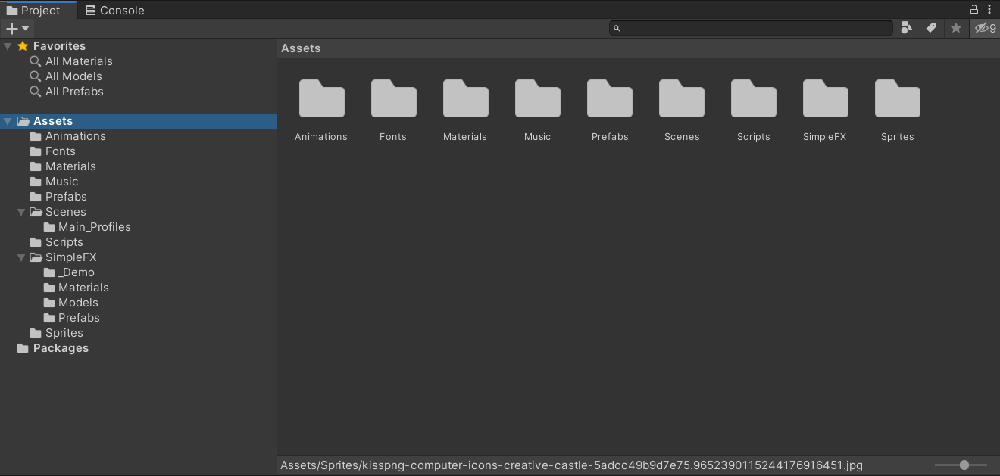 Project Console
9
Favorites
All Materials
All Models
All Prefabs
Assets
Animations
Fonts
Materials
Music
Prefabs
Scenes
Main_Profiles
Scripts
SimpleFX
_Demo
Materials
Models
Prefabs
Sprites
Packages
Assets
Animations Fonts Materials Music Prefabs Scenes Scripts SimpleFX Sprites
Assets/Sprites/kisspng-computer-icons-creative-castle-5adcc49b9d7e75.9652390115244176916451.jpg